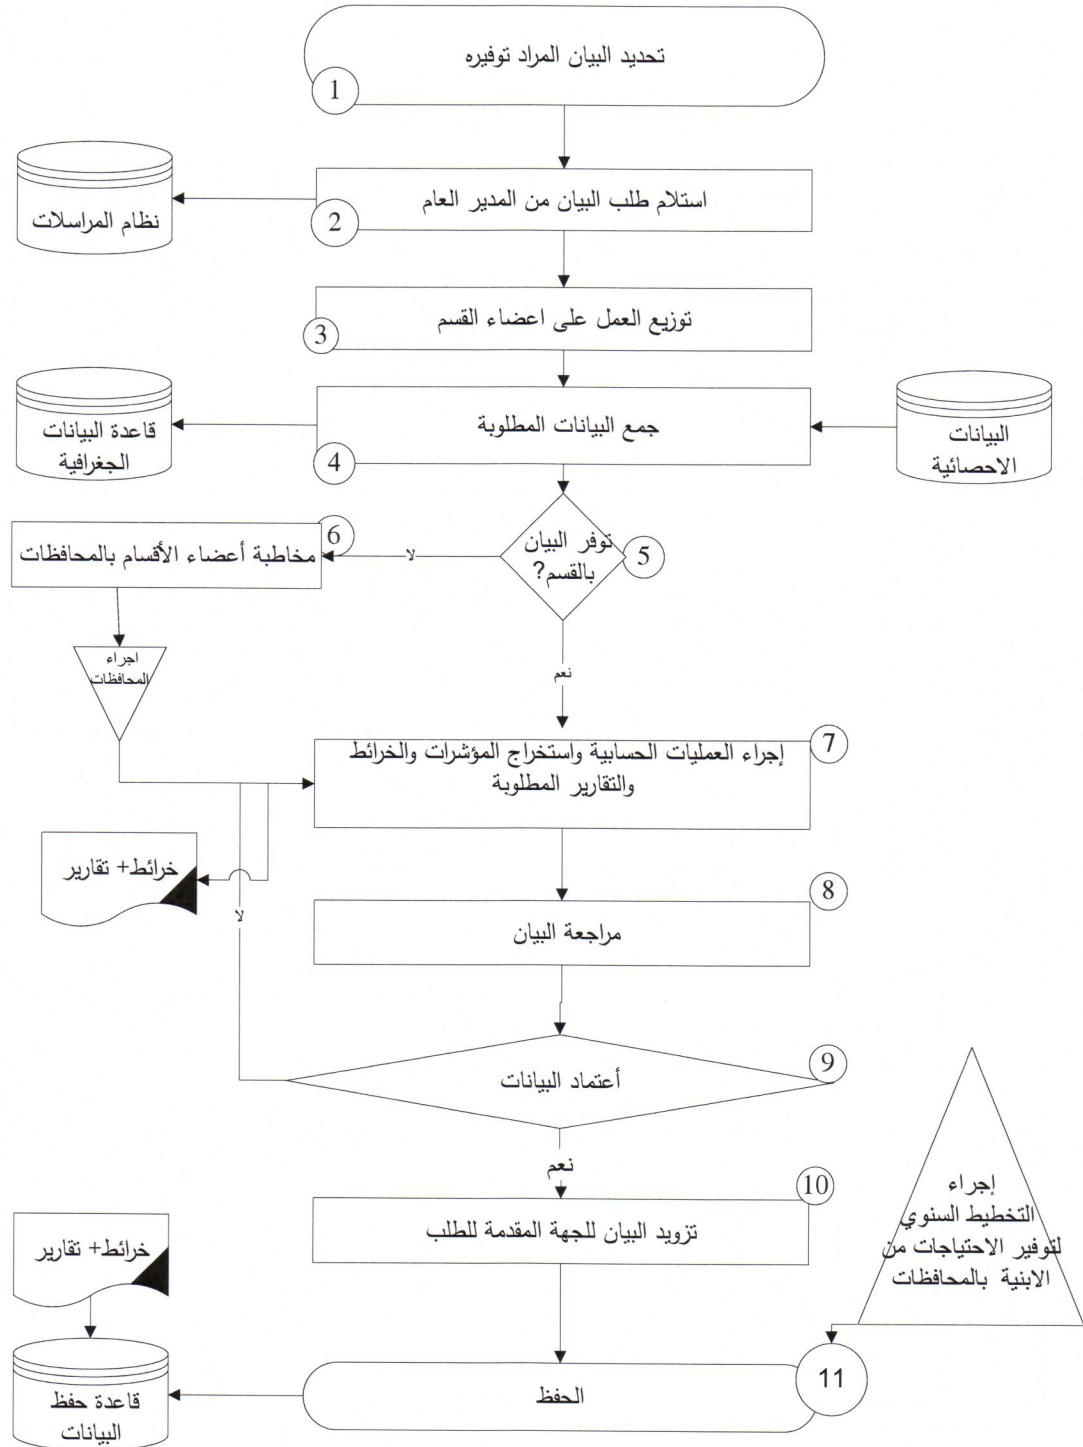 تحديد البيان المراد توفيره
1
استلام طلب البيان من المدير العام
2
نظام المراسلات
توزيع العمل على اعضاء القسم
3
جمع البيانات المطلوبة
4
البيانات
الاحصائية
قاعدة البيانات
الجغرافية
توفر البيان
بالقسم?
5
لا
6
مخاطبة أعضاء الأقسام بالمحافظات
اجراء
المحافظات
نعم
7
إجراء العمليات الحسابية واستخراج المؤشرات والخرائط
والتقارير المطلوبة
خرائط+ تقارير
لا
8
مراجعة البيان
9
أعتماد البيانات
نعم
10
تزويد البيان للجهة المقدمة للطلب
إجراء
التخطيط السنوي
لتوفير الاحتياجات من
الابنية بالمحافظات
خرائط+ تقارير
11
الحفظ
قاعدة حفظ
البيانات